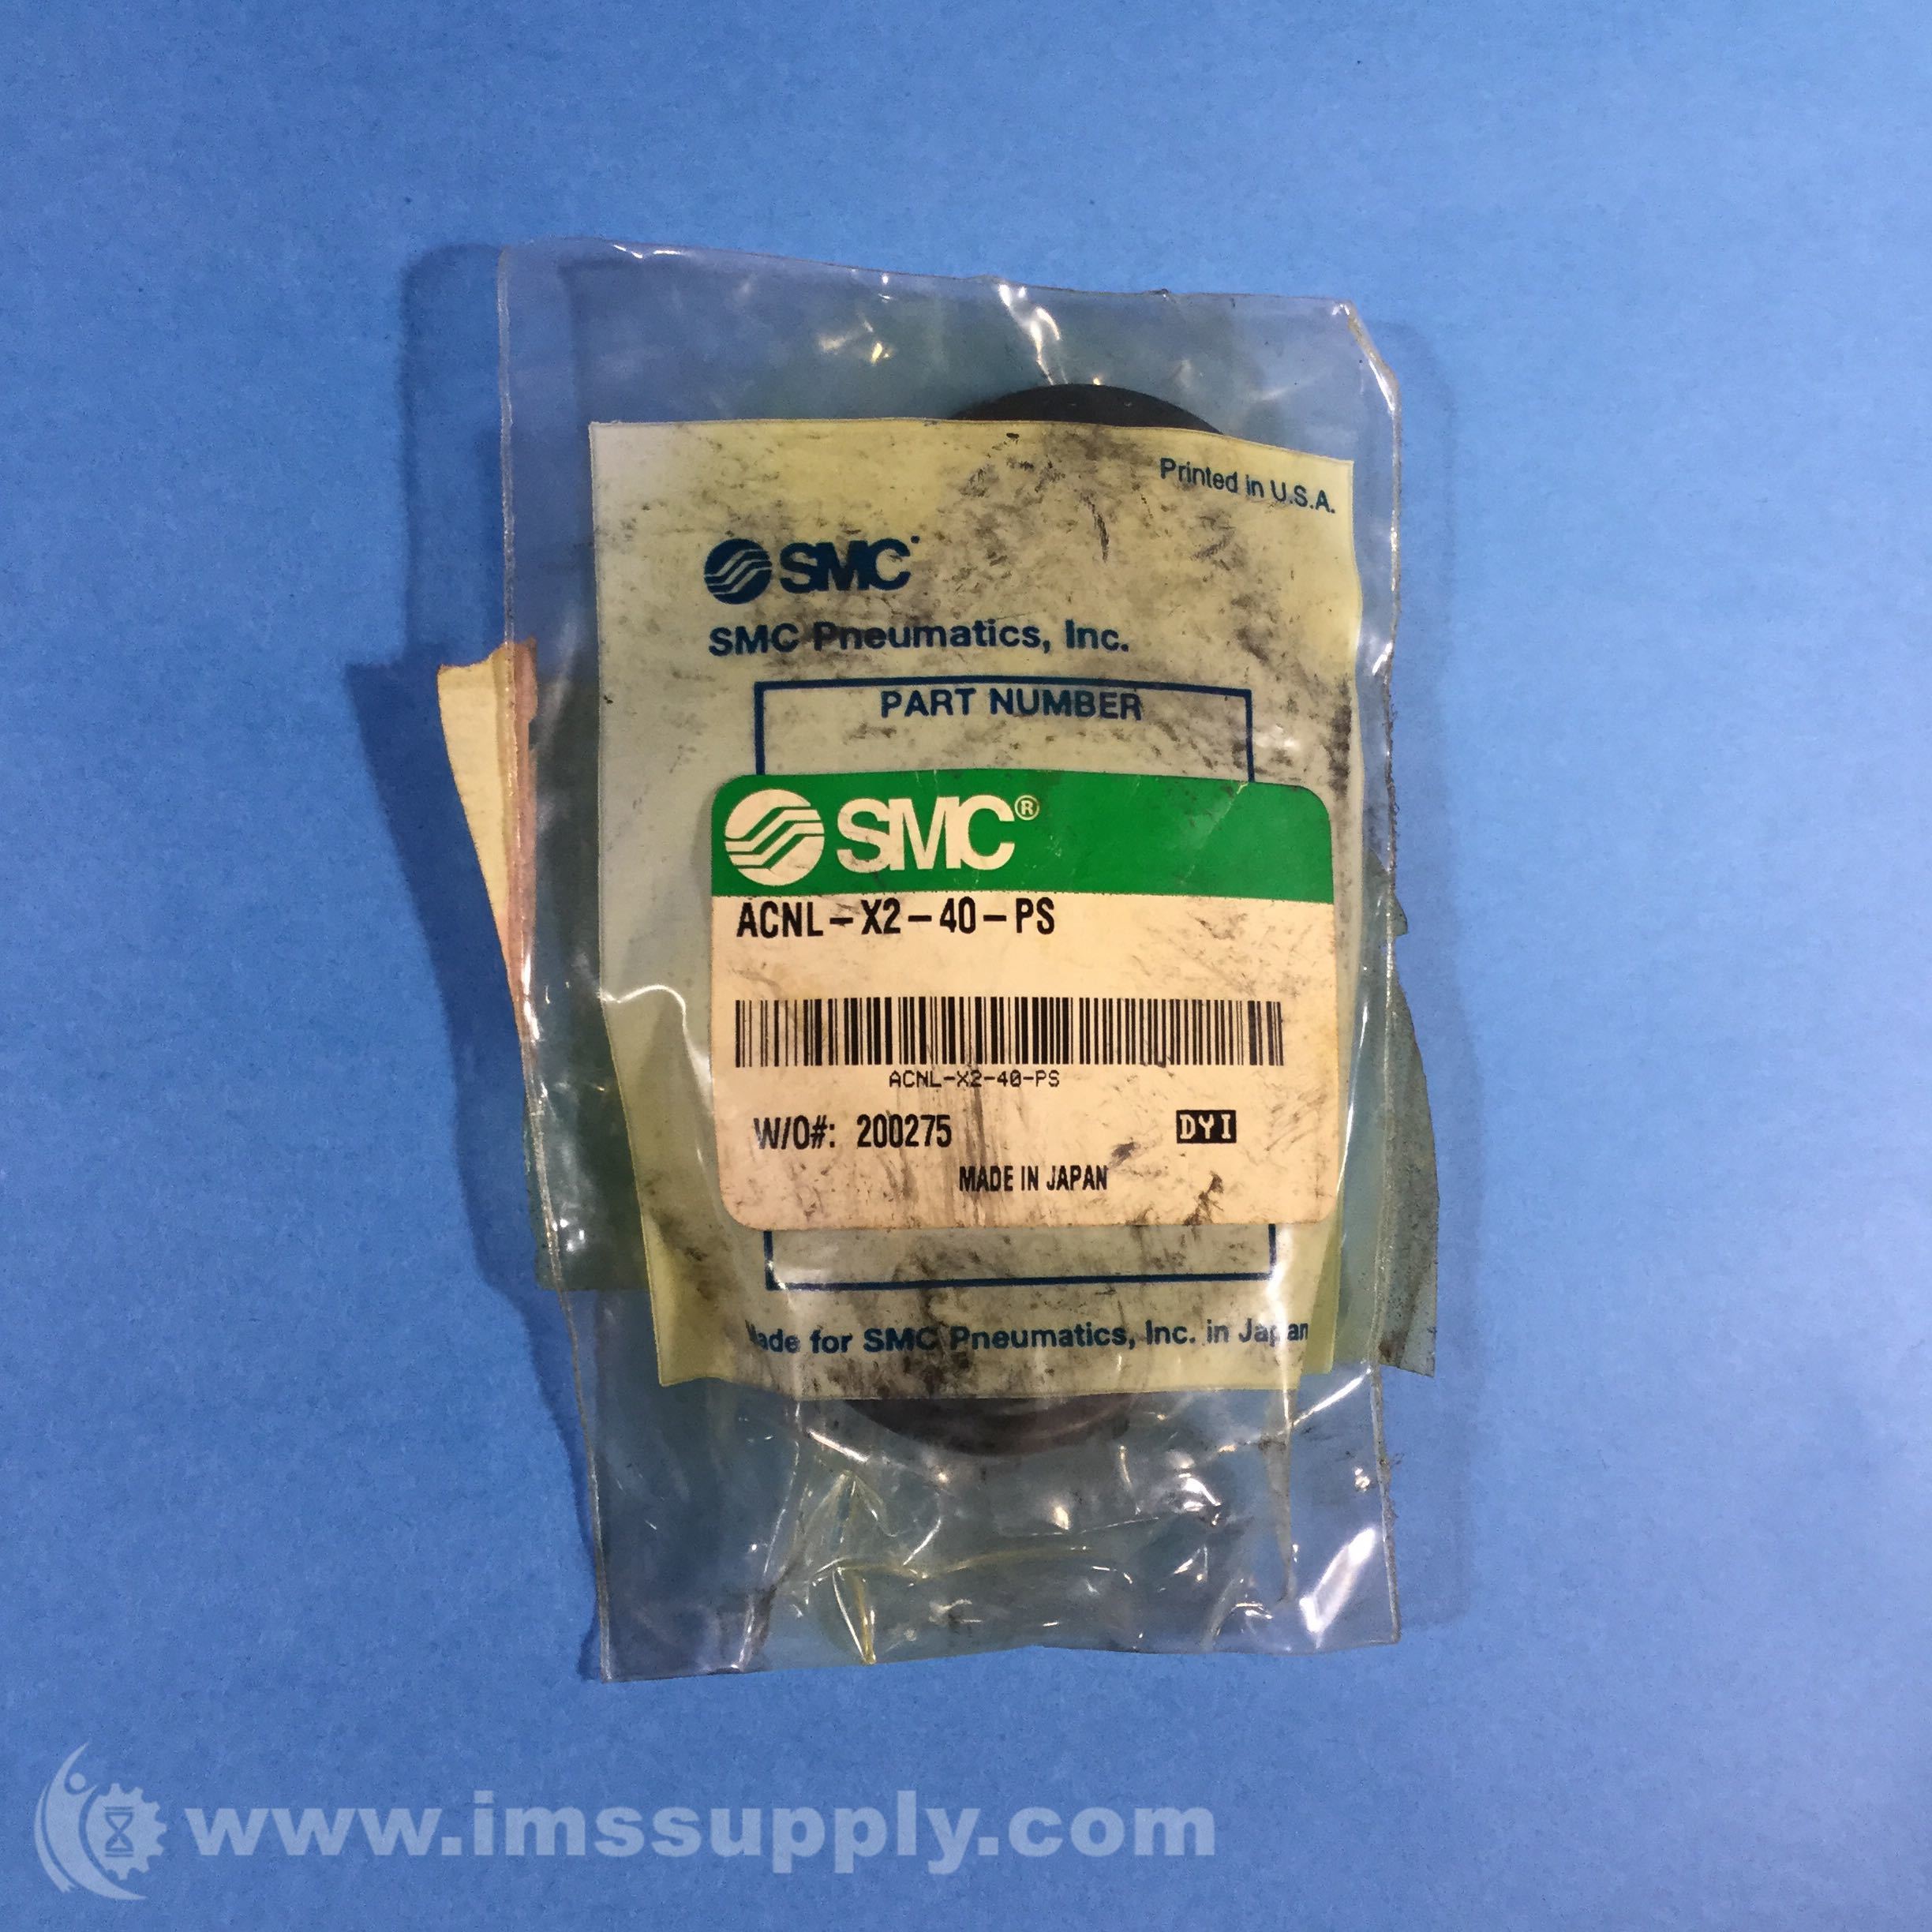 Printed in U.S.A.
SMC
SMC Pneumatics, Inc.
PART NUMBER
SMC®
ACNL-X2-40-PS
ACNL-X2-40-PS
W/O#: 200275 DYI
MADE IN JAPAN
Made for SMC Pneumatics, Inc. in Japan
www.imssupply.com